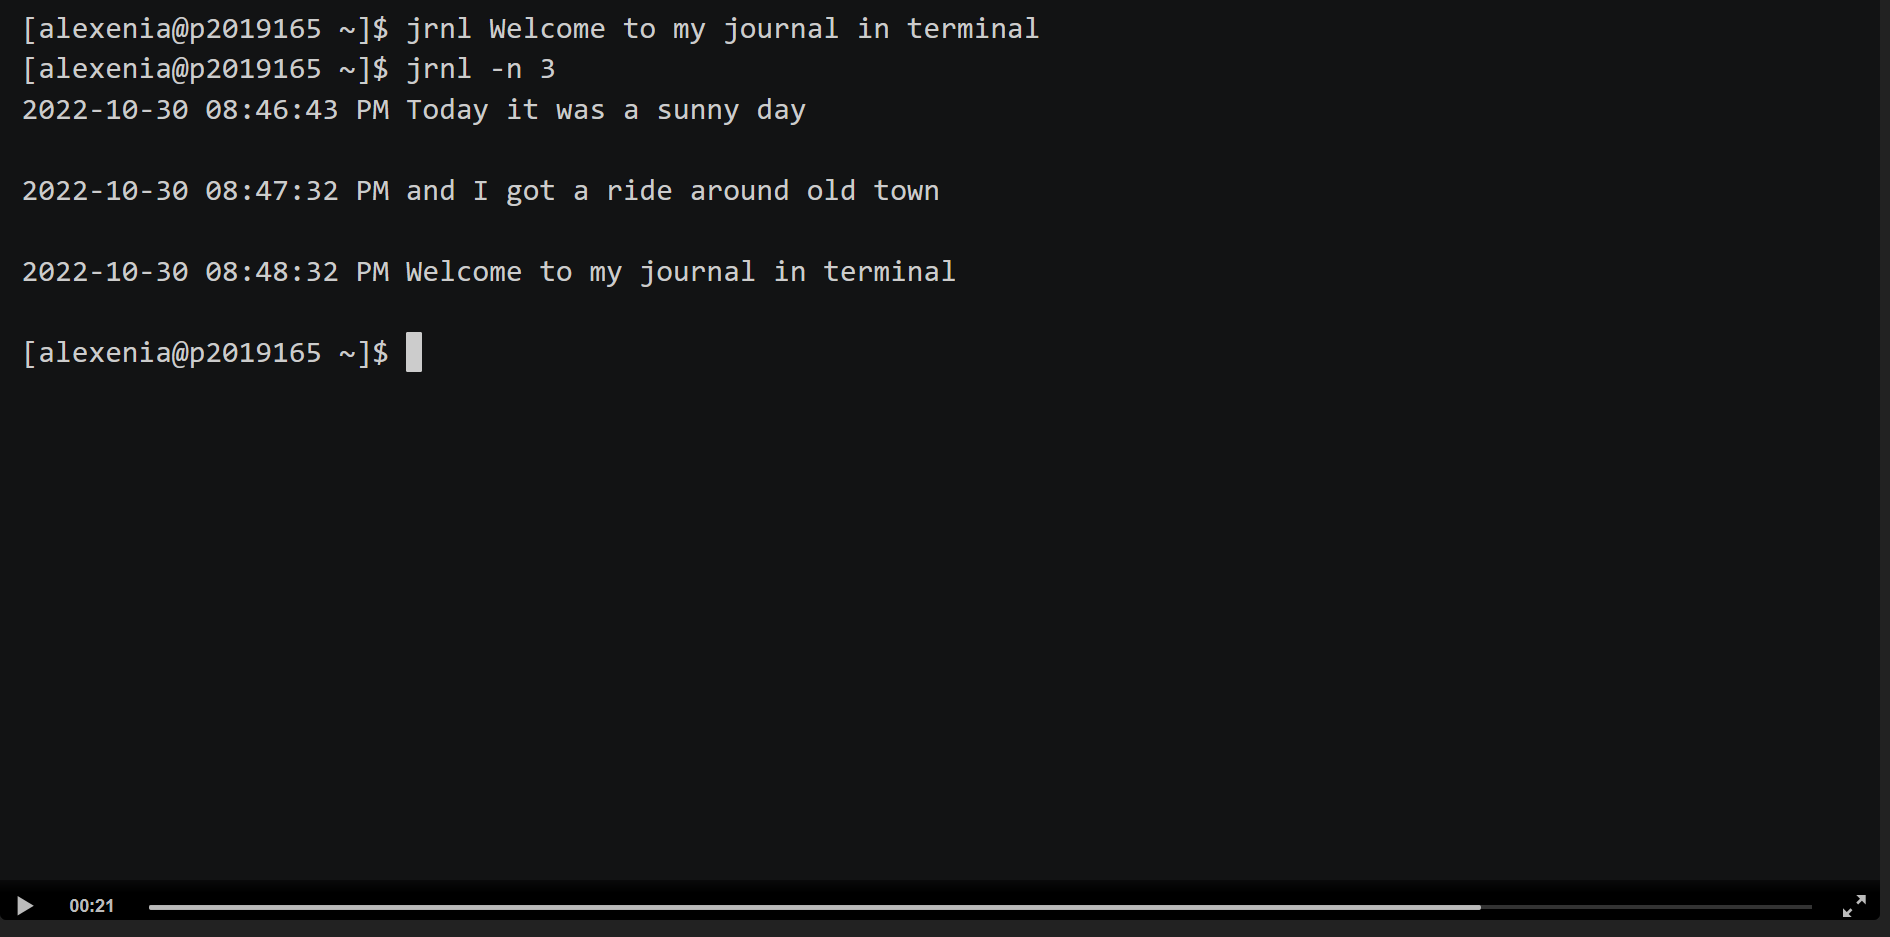 [alexenia@p2019165 ~]$ jrnl Welcome to my journal in terminal
[alexenia@p2019165 ~]$ jrnl -n 3
2022-10-30 08:46:43 PM Today it was a sunny day
2022-10-30 08:47:32 PM and I got a ride around old town
2022-10-30 08:48:32 PM Welcome to my journal in terminal
[alexenia@p2019165 ~]$
00:21